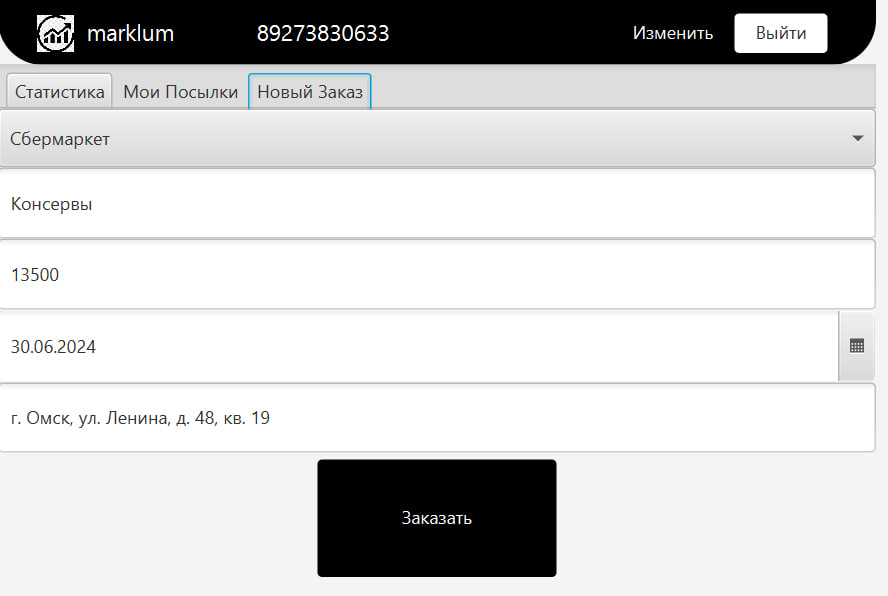 marklum 89273830633 Изменить Выйти
Статистика Мои Посылки Новый Заказ
Сбермаркет
Консервы
13500
30.06.2024
г. Омск, ул. Ленина, д. 48, кв. 19
Заказать